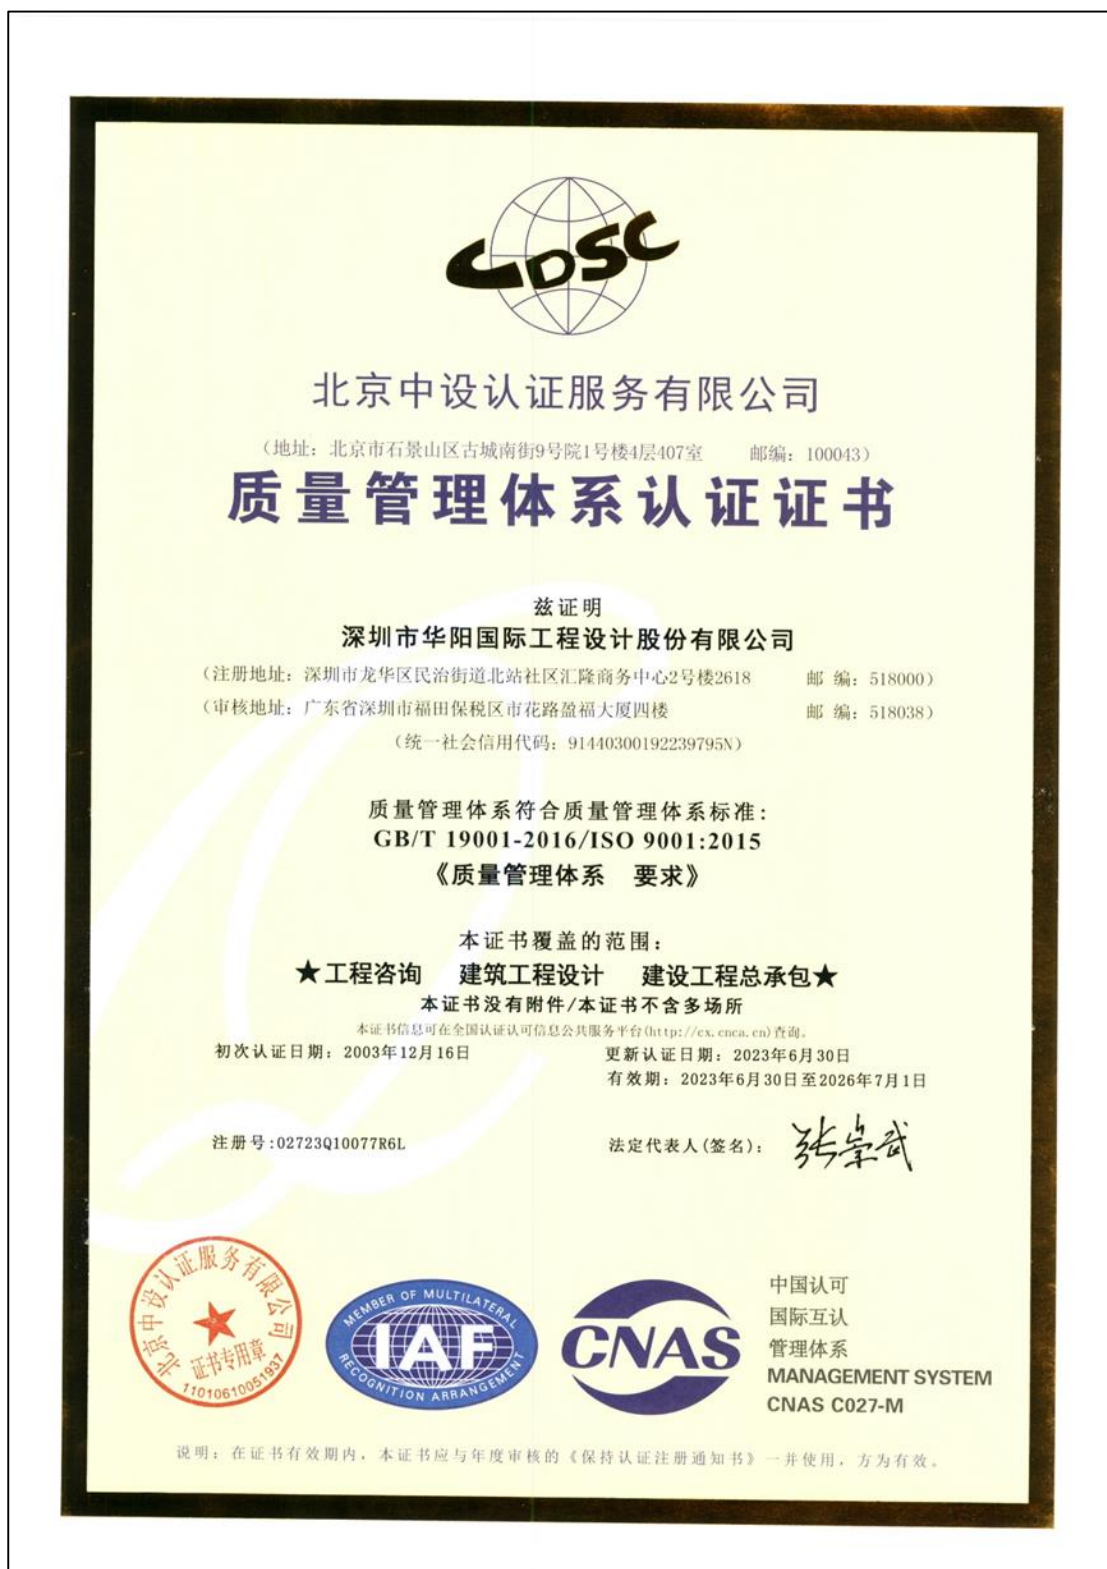 CDSC
北京中设认证服务有限公司
（地址：北京市石景山区古城南街9号院1号楼4层407室 邮编：100043）
质量管理体系认证证书
兹证明
深圳市华阳国际工程设计股份有限公司
（注册地址：深圳市龙华区民治街道北站社区汇隆商务中心2号楼2618 邮 编：518000）
（审核地址：广东省深圳市福田保税区市花路盈福大厦四楼 邮 编：518038）
（统一社会信用代码：91440300192239795N）
质量管理体系符合质量管理体系标准：
GB/T 19001-2016/ISO 9001:2015
《质量管理体系 要求》
本证书覆盖的范围：
★工程咨询 建筑工程设计 建设工程总承包★
本证书没有附件/本证书不含多场所
本证书信息可在全国认证认可信息公共服务平台(http://cx.cnca.cn)查询。
初次认证日期：2003年12月16日 更新认证日期：2023年6月30日
有效期：2023年6月30日至2026年7月1日
注册号:02723Q10077R6L 法定代表人(签名)： 张崇武
北京中设认证服务有限公司
证书专用章
11010610051937
MEMBER OF MULTILATERAL
IAF
RECOGNITION ARRANGEMENT
CNAS
中国认可
国际互认
管理体系
MANAGEMENT SYSTEM
CNAS C027-M
说明：在证书有效期内，本证书应与年度审核的《保持认证注册通知书》一并使用，方为有效。